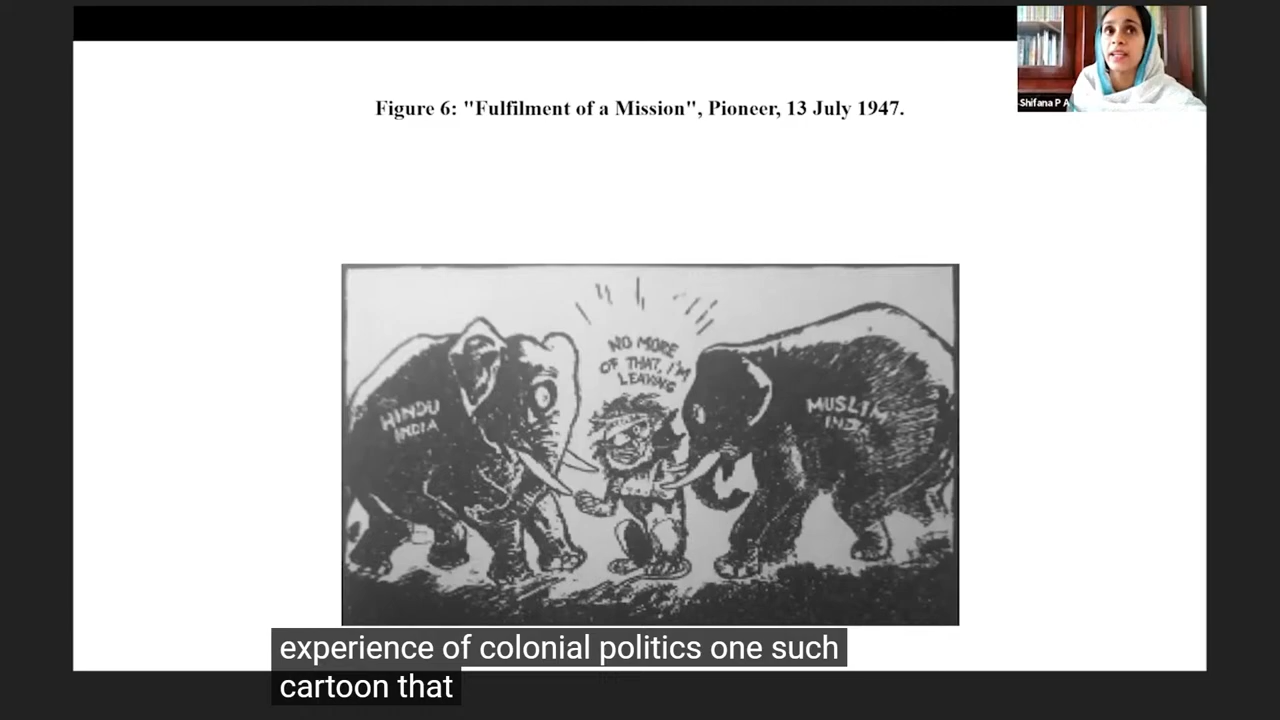 Shifana P A
Figure 6: "Fulfilment of a Mission", Pioneer, 13 July 1947.
NO MORE
OF THAT, I'M
LEAVING
HINDU
INDIA
MUSLIM
INDIA
experience of colonial politics one such
cartoon that